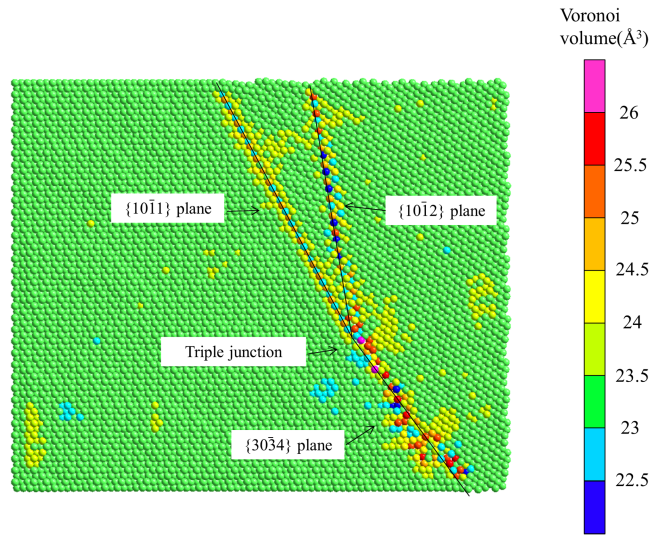 Voronoi
volume(Å³)
26
25.5
25
24.5
24
23.5
23
22.5
{101̄1} plane
{101̄2} plane
Triple junction
{303̄4} plane